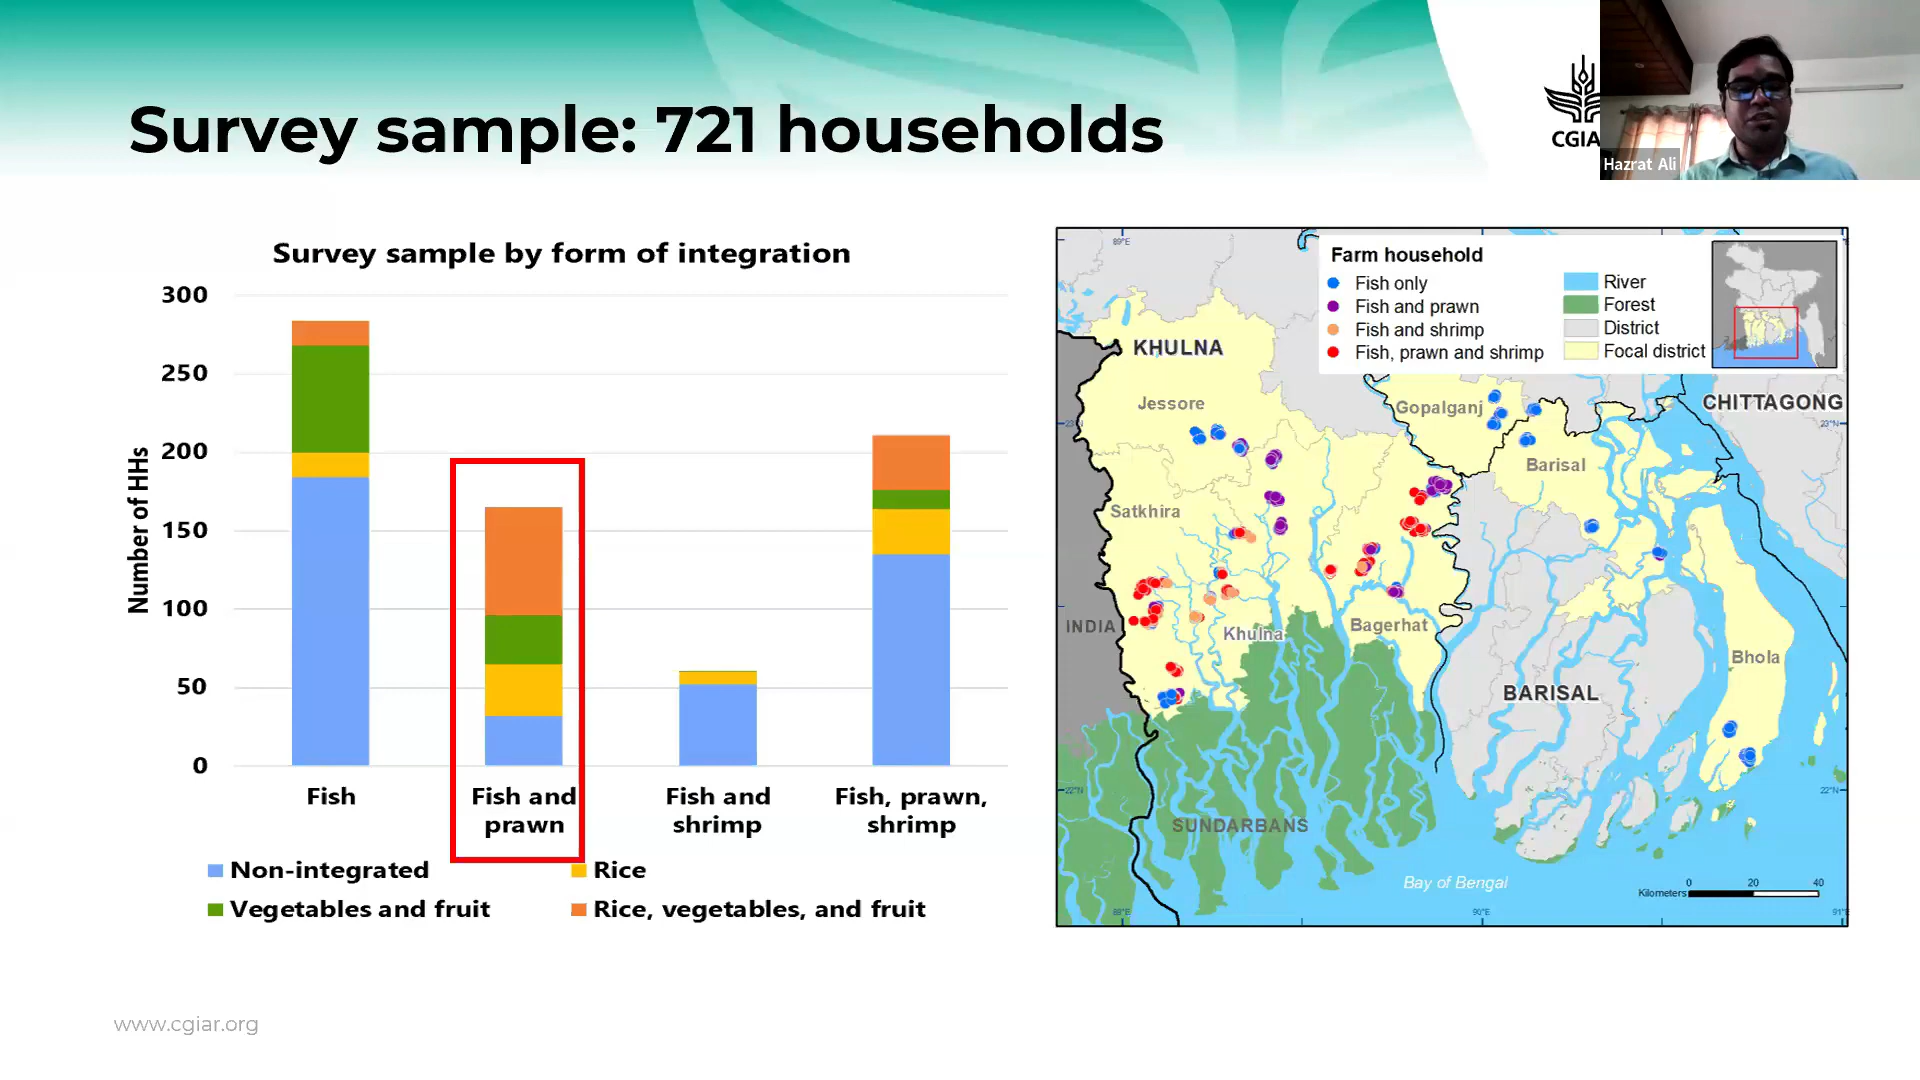 Survey sample: 721 households
CGIA
Hazrat Ali
Survey sample by form of integration
Number of HHs
300
250
200
150
100
50
0
Fish
Fish and prawn
Fish and shrimp
Fish, prawn, shrimp
Non-integrated
Rice
Vegetables and fruit
Rice, vegetables, and fruit
Farm household
Fish only
Fish and prawn
Fish and shrimp
Fish, prawn and shrimp
River
Forest
District
Focal district
89°E
KHULNA
Jessore
Gopalganj
CHITTAGONG
23°N
Barisal
Satkhira
INDIA
Khulna
Bagerhat
Bhola
BARISAL
22°N
22°N
SUNDARBANS
Bay of Bengal
Kilometers
0
20
40
90°E
91°E
www.cgiar.org